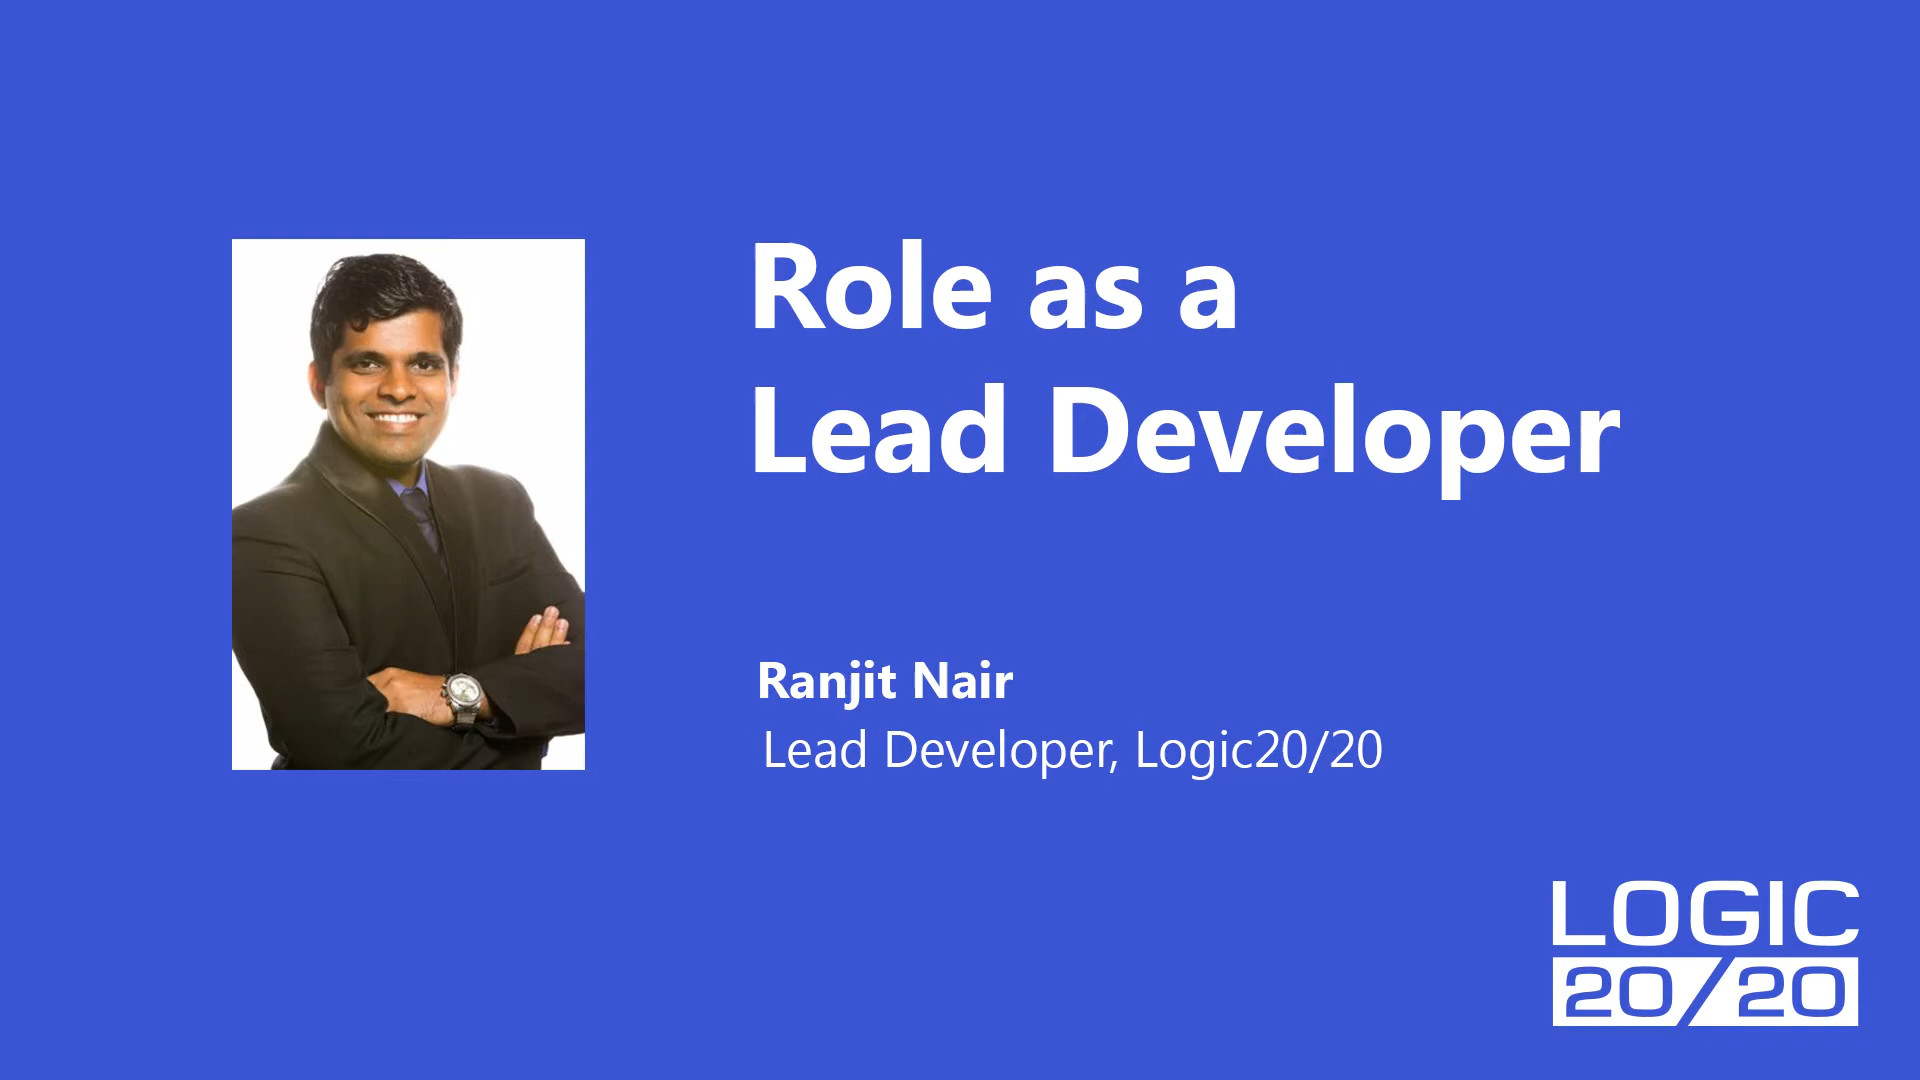 Role as a
Lead Developer
Ranjit Nair
Lead Developer, Logic20/20
LOGIC
20/20